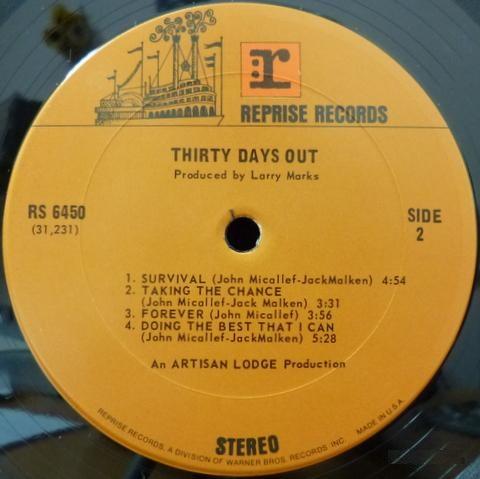 r
REPRISE RECORDS
THIRTY DAYS OUT
Produced by Larry Marks
RS 6450
(31,231)
SIDE
2
1. SURVIVAL (John Micallef-JackMalken) 4:54
2. TAKING THE CHANCE
(John Micallef-Jack Malken) 3:31
3. FOREVER (John Micallef) 3:56
4. DOING THE BEST THAT I CAN
(John Micallef-JackMalken) 5:28
An ARTISAN LODGE Production
STEREO
REPRISE RECORDS, A DIVISION OF WARNER BROS. RECORDS INC. MADE IN U.S.A.